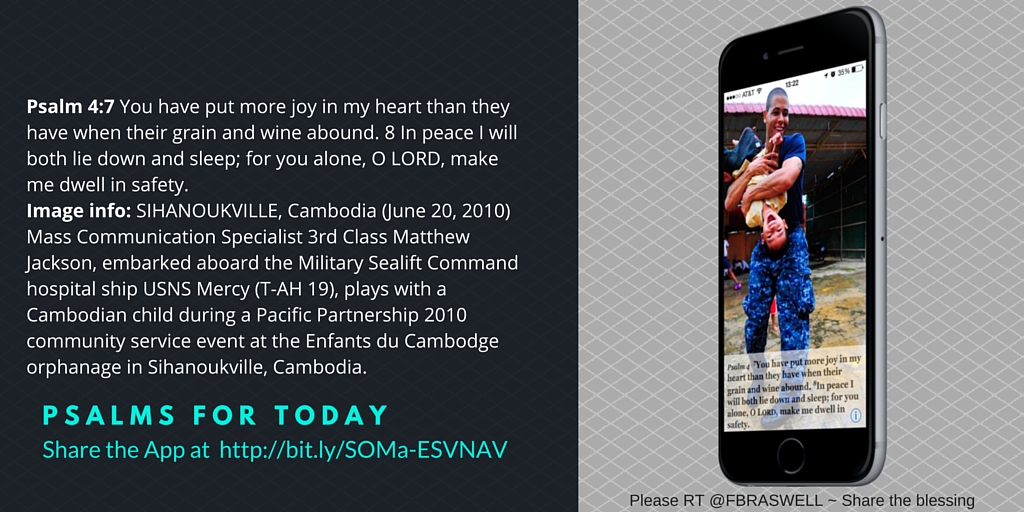 Psalm 4:7 You have put more joy in my heart than they
have when their grain and wine abound. 8 In peace I will
both lie down and sleep; for you alone, O LORD, make
me dwell in safety.
Image info: SIHANOUKVILLE, Cambodia (June 20, 2010)
Mass Communication Specialist 3rd Class Matthew
Jackson, embarked aboard the Military Sealift Command
hospital ship USNS Mercy (T-AH 19), plays with a
Cambodian child during a Pacific Partnership 2010
community service event at the Enfants du Cambodge
orphanage in Sihanoukville, Cambodia.
PSALMS FOR TODAY
Share the App at http://bit.ly/SOMa-ESVNAV
AT&T 13:22 35%
Psalm 4 ⁷You have put more joy in my
heart than they have when their
grain and wine abound. ⁸In peace I
will both lie down and sleep; for you
alone, O LORD, make me dwell in
safety.
Please RT @FBRASWELL ~ Share the blessing